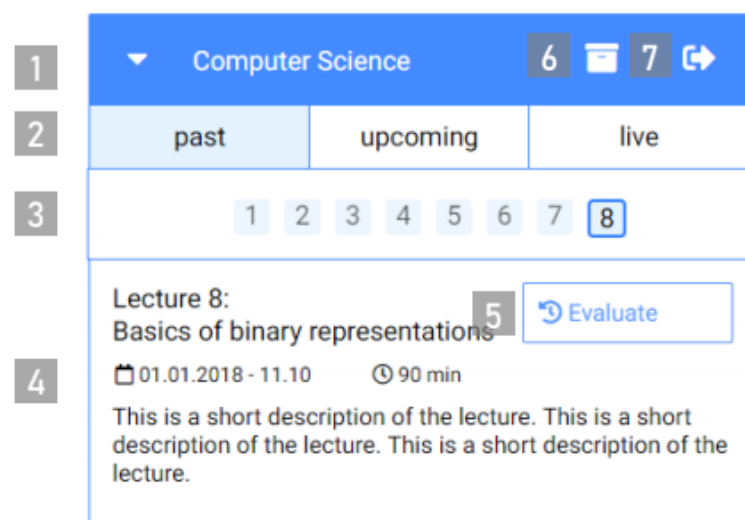 1 Computer Science 6 7
2 past upcoming live
3 1 2 3 4 5 6 7 8
Lecture 8:
Basics of binary representations
5 Evaluate
4 01.01.2018 - 11.10 90 min
This is a short description of the lecture. This is a short
description of the lecture. This is a short description of the
lecture.